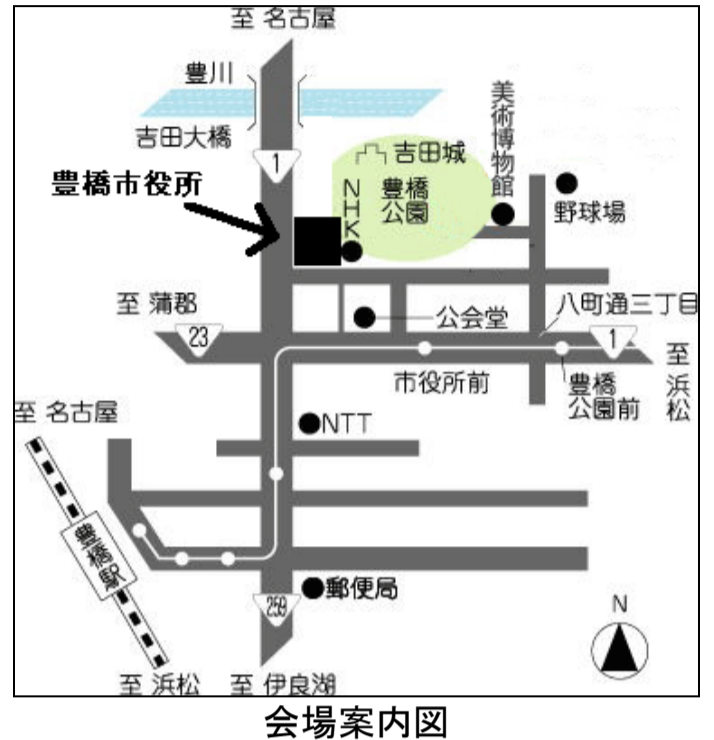 至 名古屋
豊川
吉田大橋
1
豊橋市役所
吉田城
豊橋
公園
NHK
美術博物館
野球場
至 蒲郡
23
公会堂
八町通三丁目
1
至 浜松
市役所前
豊橋
公園前
至 名古屋
NTT
豊橋駅
259
郵便局
N
至 浜松
至 伊良湖
会場案内図